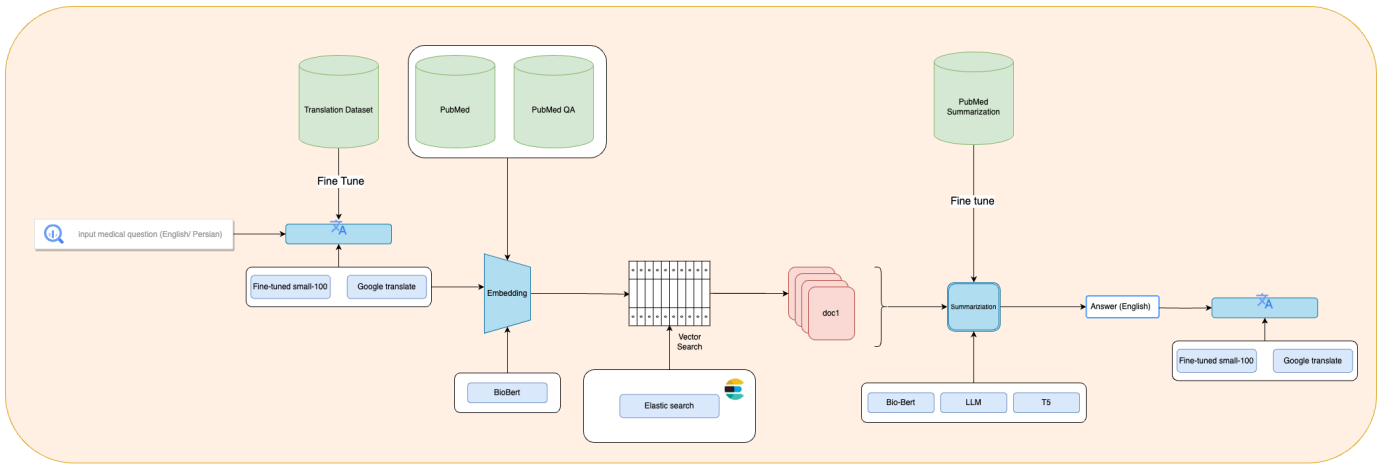 Translation Dataset
PubMed
PubMed QA
PubMed
Summarization
Fine Tune
Fine tune
input medical question (English/ Persian)
Fine-tuned small-100
Google translate
Embedding
BioBert
Vector
Search
Elastic search
doc1
Summariziation
Bio-Bert
LLM
T5
Answer (English)
Fine-tuned small-100
Google translate